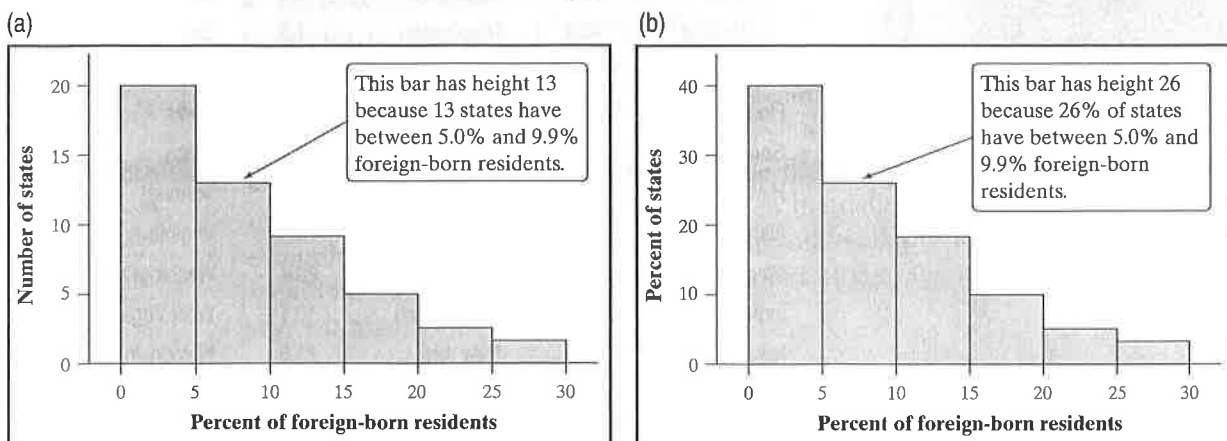 (a)
Number of states
20
15
10
5
0
This bar has height 13
because 13 states have
between 5.0% and 9.9%
foreign-born residents.
0 5 10 15 20 25 30
Percent of foreign-born residents
(b)
Percent of states
40
30
20
10
0
This bar has height 26
because 26% of states
have between 5.0% and
9.9% foreign-born
residents.
0 5 10 15 20 25 30
Percent of foreign-born residents